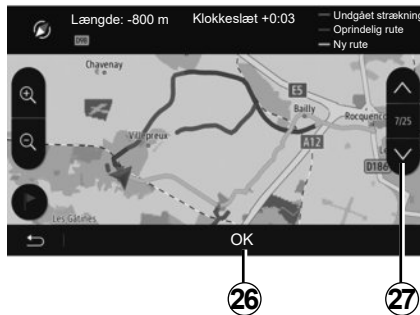 Længde: -800 m
Klokkeslæt +0:03
Undgået strækning
Oprindelig rute
Ny rute
D98
Chavenay
E5
Bailly
Rocquenc
7/25
Villepreux
A12
D186
Les Gâtines
OK
26
27